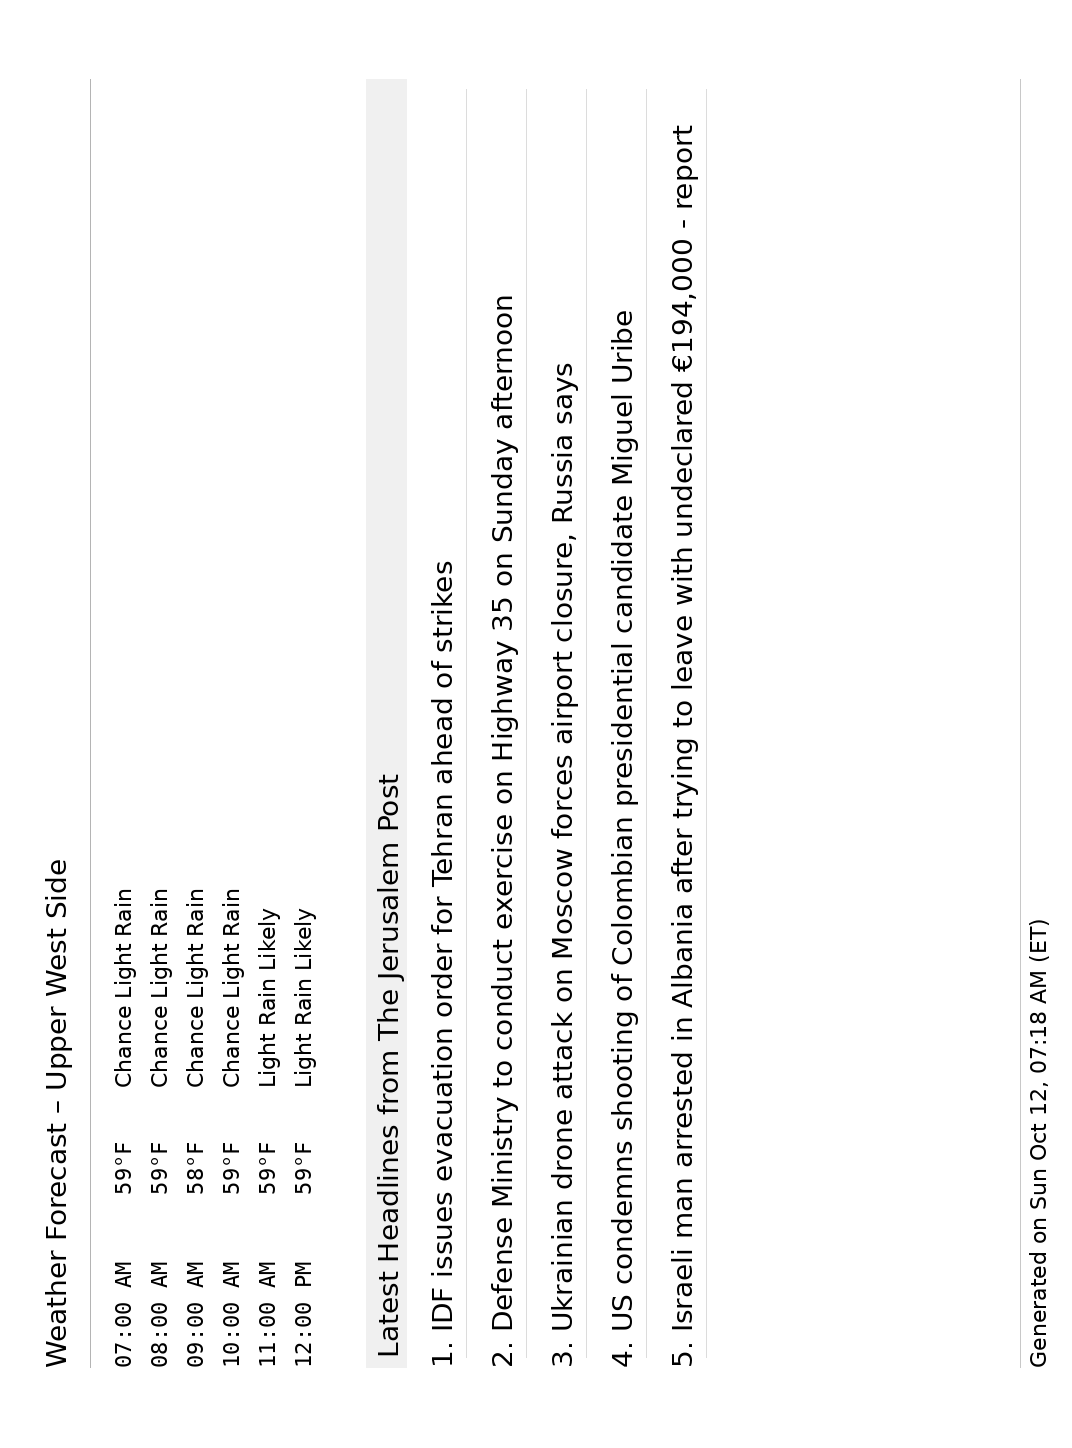 Weather Forecast – Upper West Side
07:00 AM 59°F Chance Light Rain
08:00 AM 59°F Chance Light Rain
09:00 AM 58°F Chance Light Rain
10:00 AM 59°F Chance Light Rain
11:00 AM 59°F Light Rain Likely
12:00 PM 59°F Light Rain Likely
Latest Headlines from The Jerusalem Post
1. IDF issues evacuation order for Tehran ahead of strikes
2. Defense Ministry to conduct exercise on Highway 35 on Sunday afternoon
3. Ukrainian drone attack on Moscow forces airport closure, Russia says
4. US condemns shooting of Colombian presidential candidate Miguel Uribe
5. Israeli man arrested in Albania after trying to leave with undeclared €194,000 - report
Generated on Sun Oct 12, 07:18 AM (ET)